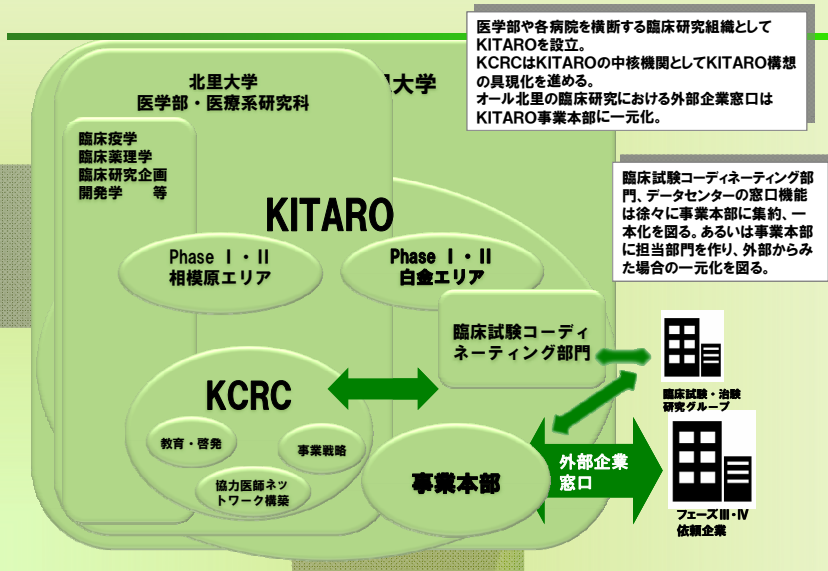 医学部や各病院を横断する臨床研究組織として
KITAROを設立。
KCRCはKITAROの中核機関としてKITARO構想
の具現化を進める。
オール北里の臨床研究における外部企業窓口は
KITARO事業本部に一元化。
北里大学
医学部・医療系研究科
大学
臨床疫学
臨床薬理学
臨床研究企画
開発学　等
臨床試験コーディネーティング部
門、データセンターの窓口機能
は徐々に事業本部に集約、一
本化を図る。あるいは事業本部
に担当部門を作り、外部からみ
た場合の一元化を図る。
KITARO
Phase Ⅰ・Ⅱ
相模原エリア
Phase Ⅰ・Ⅱ
白金エリア
臨床試験コーディ
ネーティング部門
臨床試験・治験
研究グループ
KCRC
教育・啓発
事業戦略
協力医師ネッ
トワーク構築
事業本部
外部企業
窓口
フェーズⅢ・Ⅳ
依頼企業